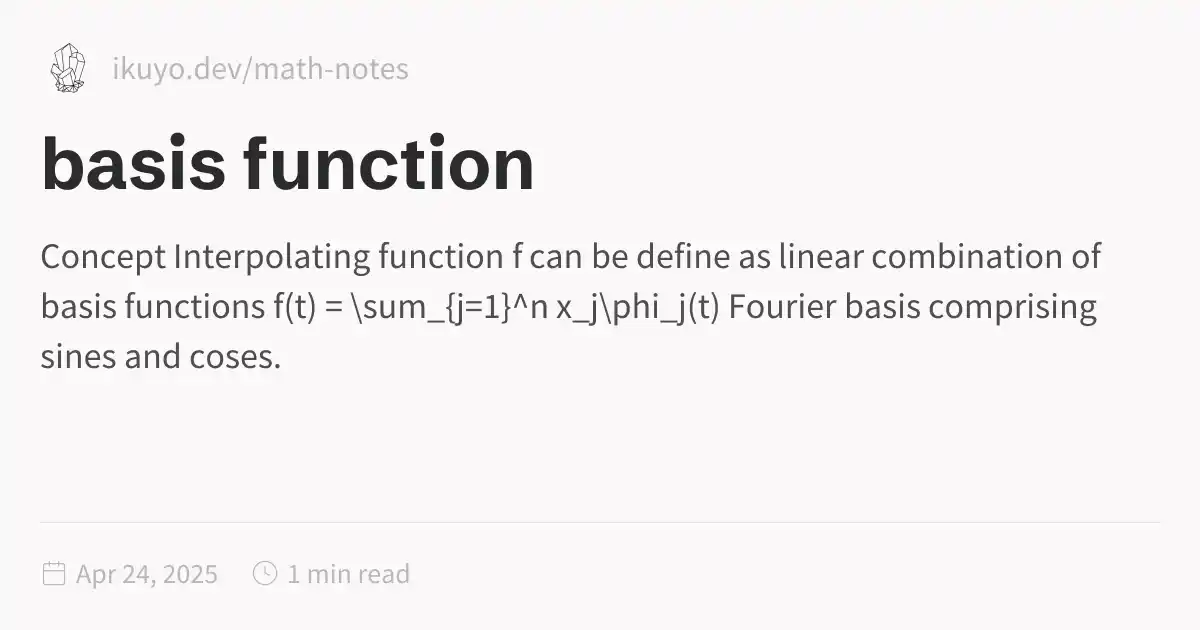 ikuyo.dev/math-notes
basis function
Concept Interpolating function f can be define as linear combination of
basis functions f(t) = \sum_{j=1}^n x_j\phi_j(t) Fourier basis comprising
sines and coses.
Apr 24, 2025 1 min read